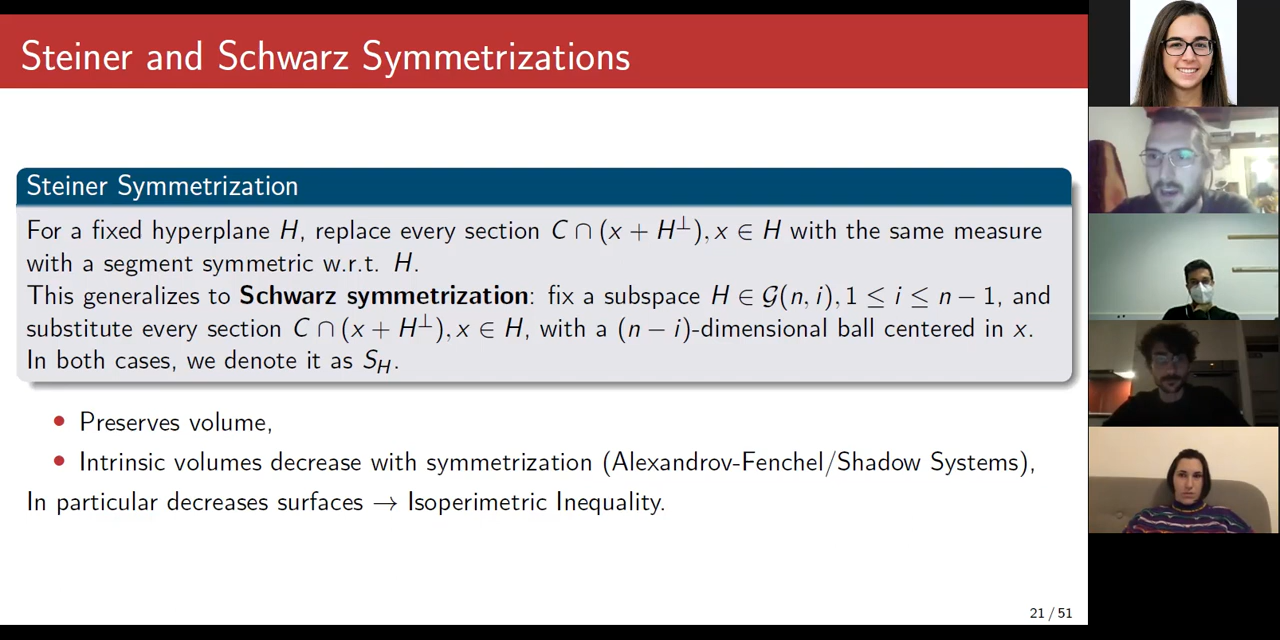 Steiner and Schwarz Symmetrizations
Steiner Symmetrization
For a fixed hyperplane H, replace every section C ∩ (x + H⊥), x ∈ H with the same measure
with a segment symmetric w.r.t. H.
This generalizes to Schwarz symmetrization: fix a subspace H ∈ 𝒢(n, i), 1 ≤ i ≤ n − 1, and
substitute every section C ∩ (x + H⊥), x ∈ H, with a (n − i)-dimensional ball centered in x.
In both cases, we denote it as S_H.
• Preserves volume,
• Intrinsic volumes decrease with symmetrization (Alexandrov-Fenchel/Shadow Systems),
In particular decreases surfaces → Isoperimetric Inequality.
21 / 51